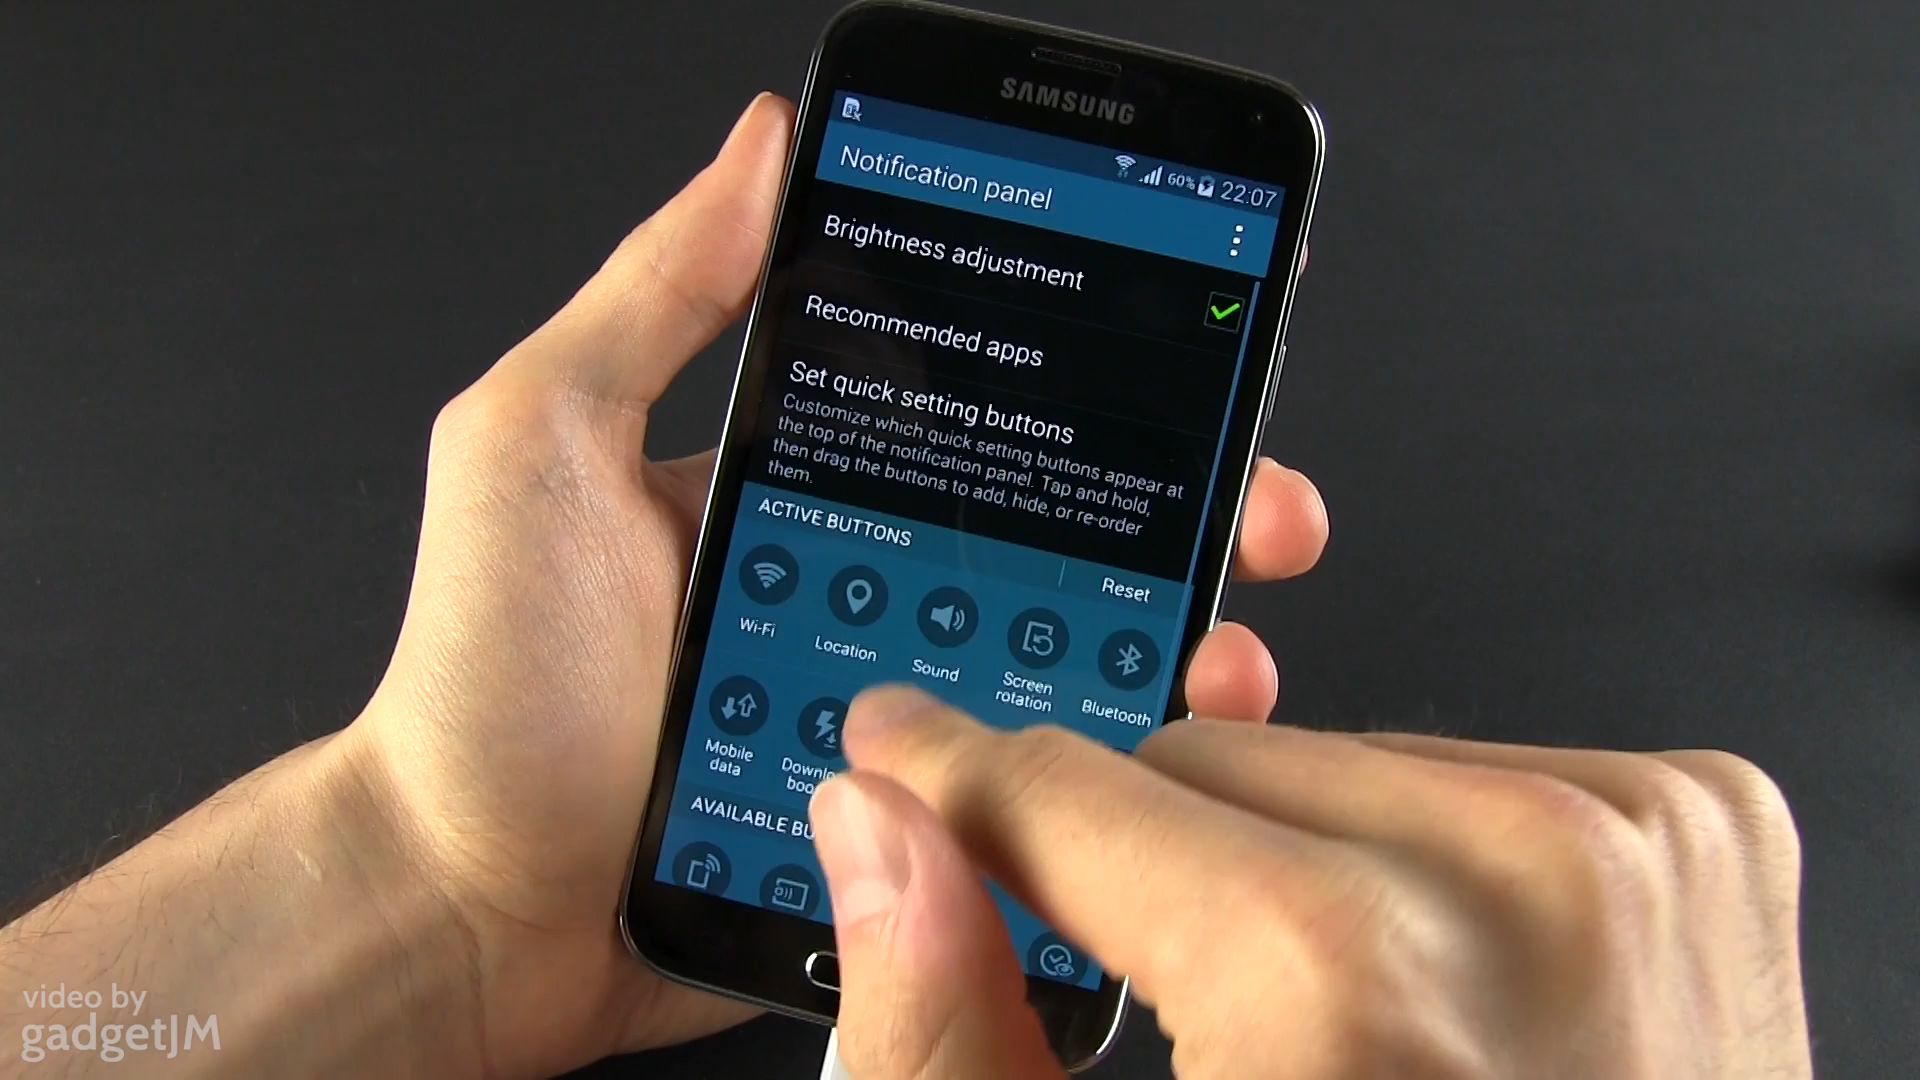 SAMSUNG
60% 22:07
Notification panel
Brightness adjustment
Recommended apps
Set quick setting buttons
Customize which quick setting buttons appear at
the top of the notification panel. Tap and hold,
then drag the buttons to add, hide, or re-order
them.
ACTIVE BUTTONS
Reset
Wi-Fi
Location
Sound
Screen
rotation
Bluetooth
Mobile
data
AVAILABLE
video by
gadgetJM